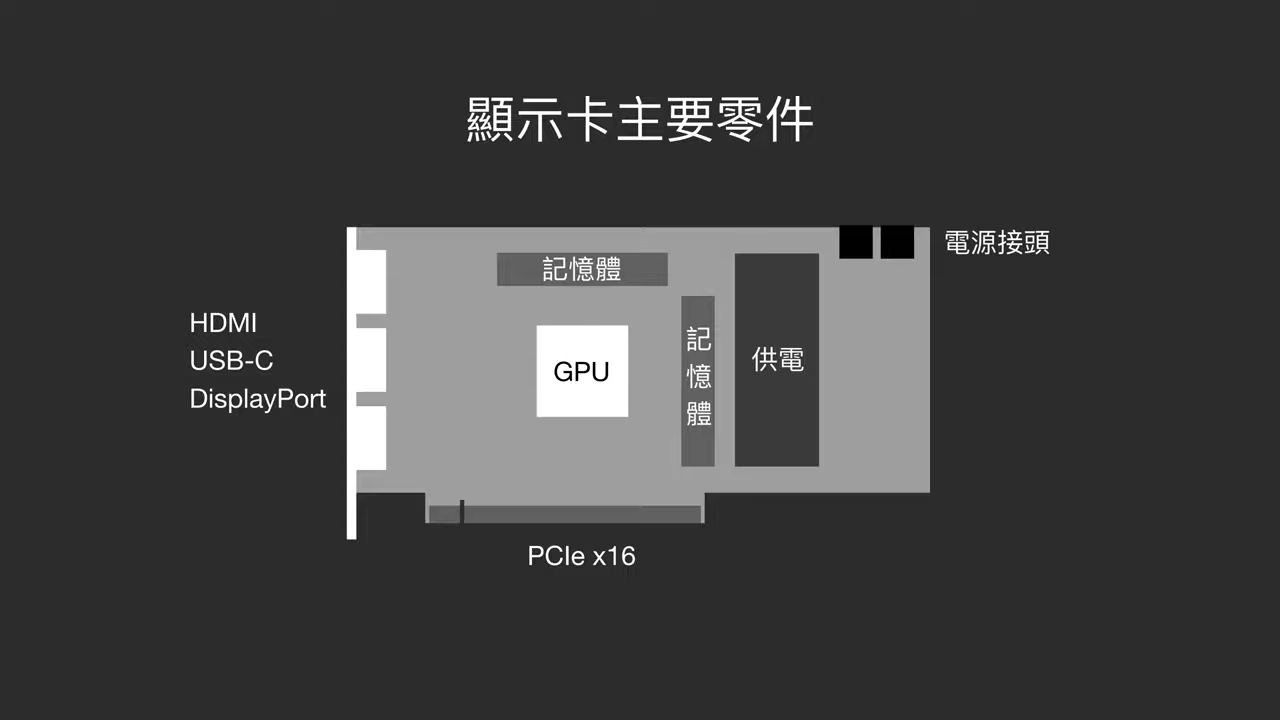 顯示卡主要零件
電源接頭
記憶體
HDMI
USB-C
DisplayPort
GPU
記憶體
供電
PCIe x16